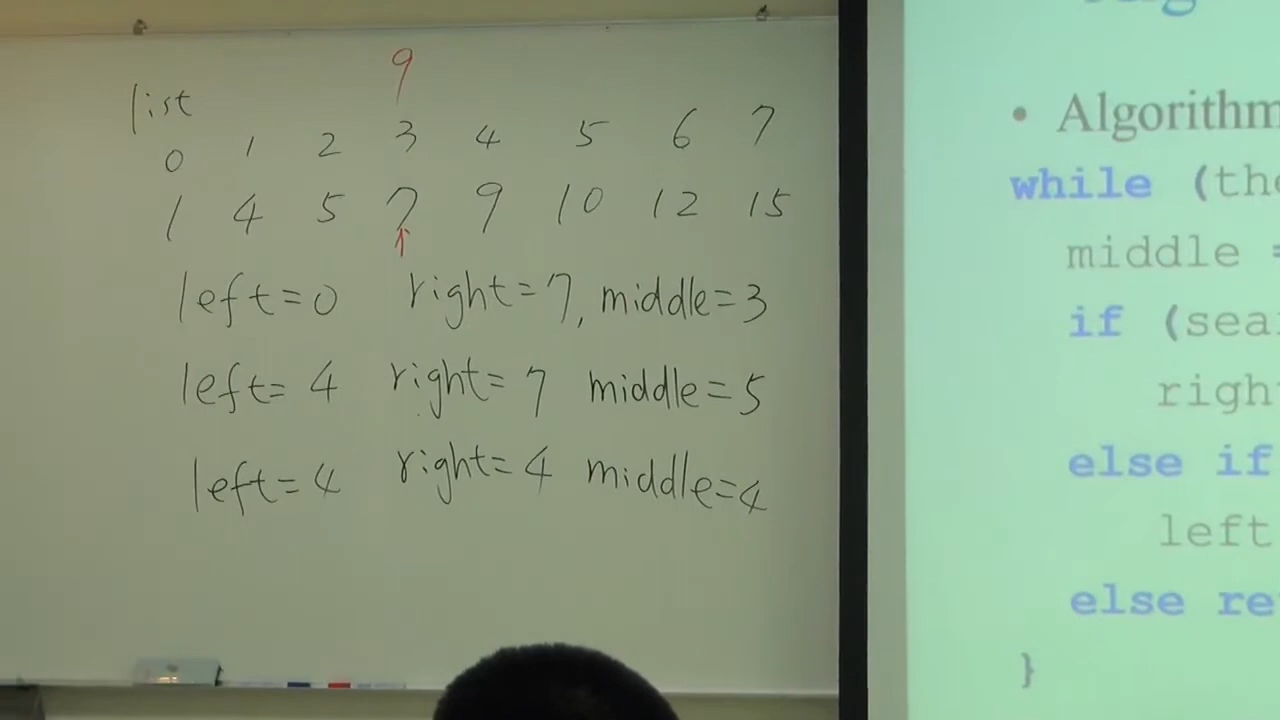 9
list
0 1 2 3 4 5 6 7
1 4 5 7 9 10 12 15
↑
left=0 right=7, middle=3
left=4 right=7 middle=5
left=4 right=4 middle=4
• Algorithm
while (the
middle =
if (sea
righ
else if
left
else re
}